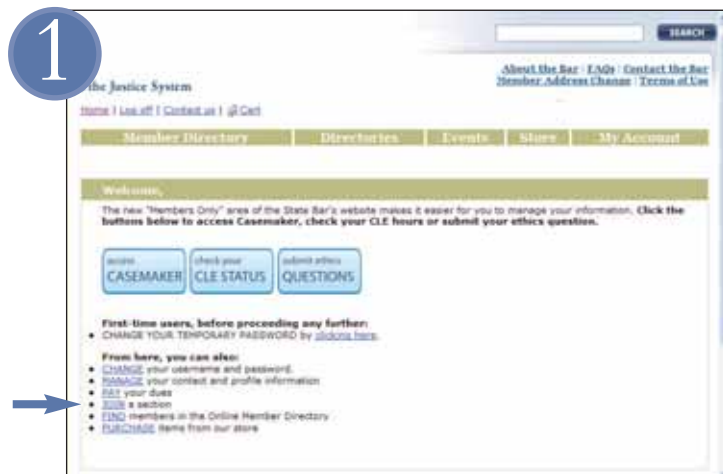 1
SEARCH
About the Bar | FAQs | Contact the Bar
Member Address Change | Terms of Use
the Justice System
Home | Log off | Contact us | Cart
Member Directory | Directories | Events | Store | My Account
Welcome,
The new "Members Only" area of the State Bar's website makes it easier for you to manage your information. Click the
buttons below to access Casemaker, check your CLE hours or submit your ethics question.
access check your submit ethics
CASEMAKER CLE STATUS QUESTIONS
First-time users, before proceeding any further:
• CHANGE YOUR TEMPORARY PASSWORD by clicking here.
From here, you can also:
• CHANGE your username and password.
• MANAGE your contact and profile information
• PAY your dues
• JOIN a section
• FIND members in the Online Member Directory
• PURCHASE items from our store